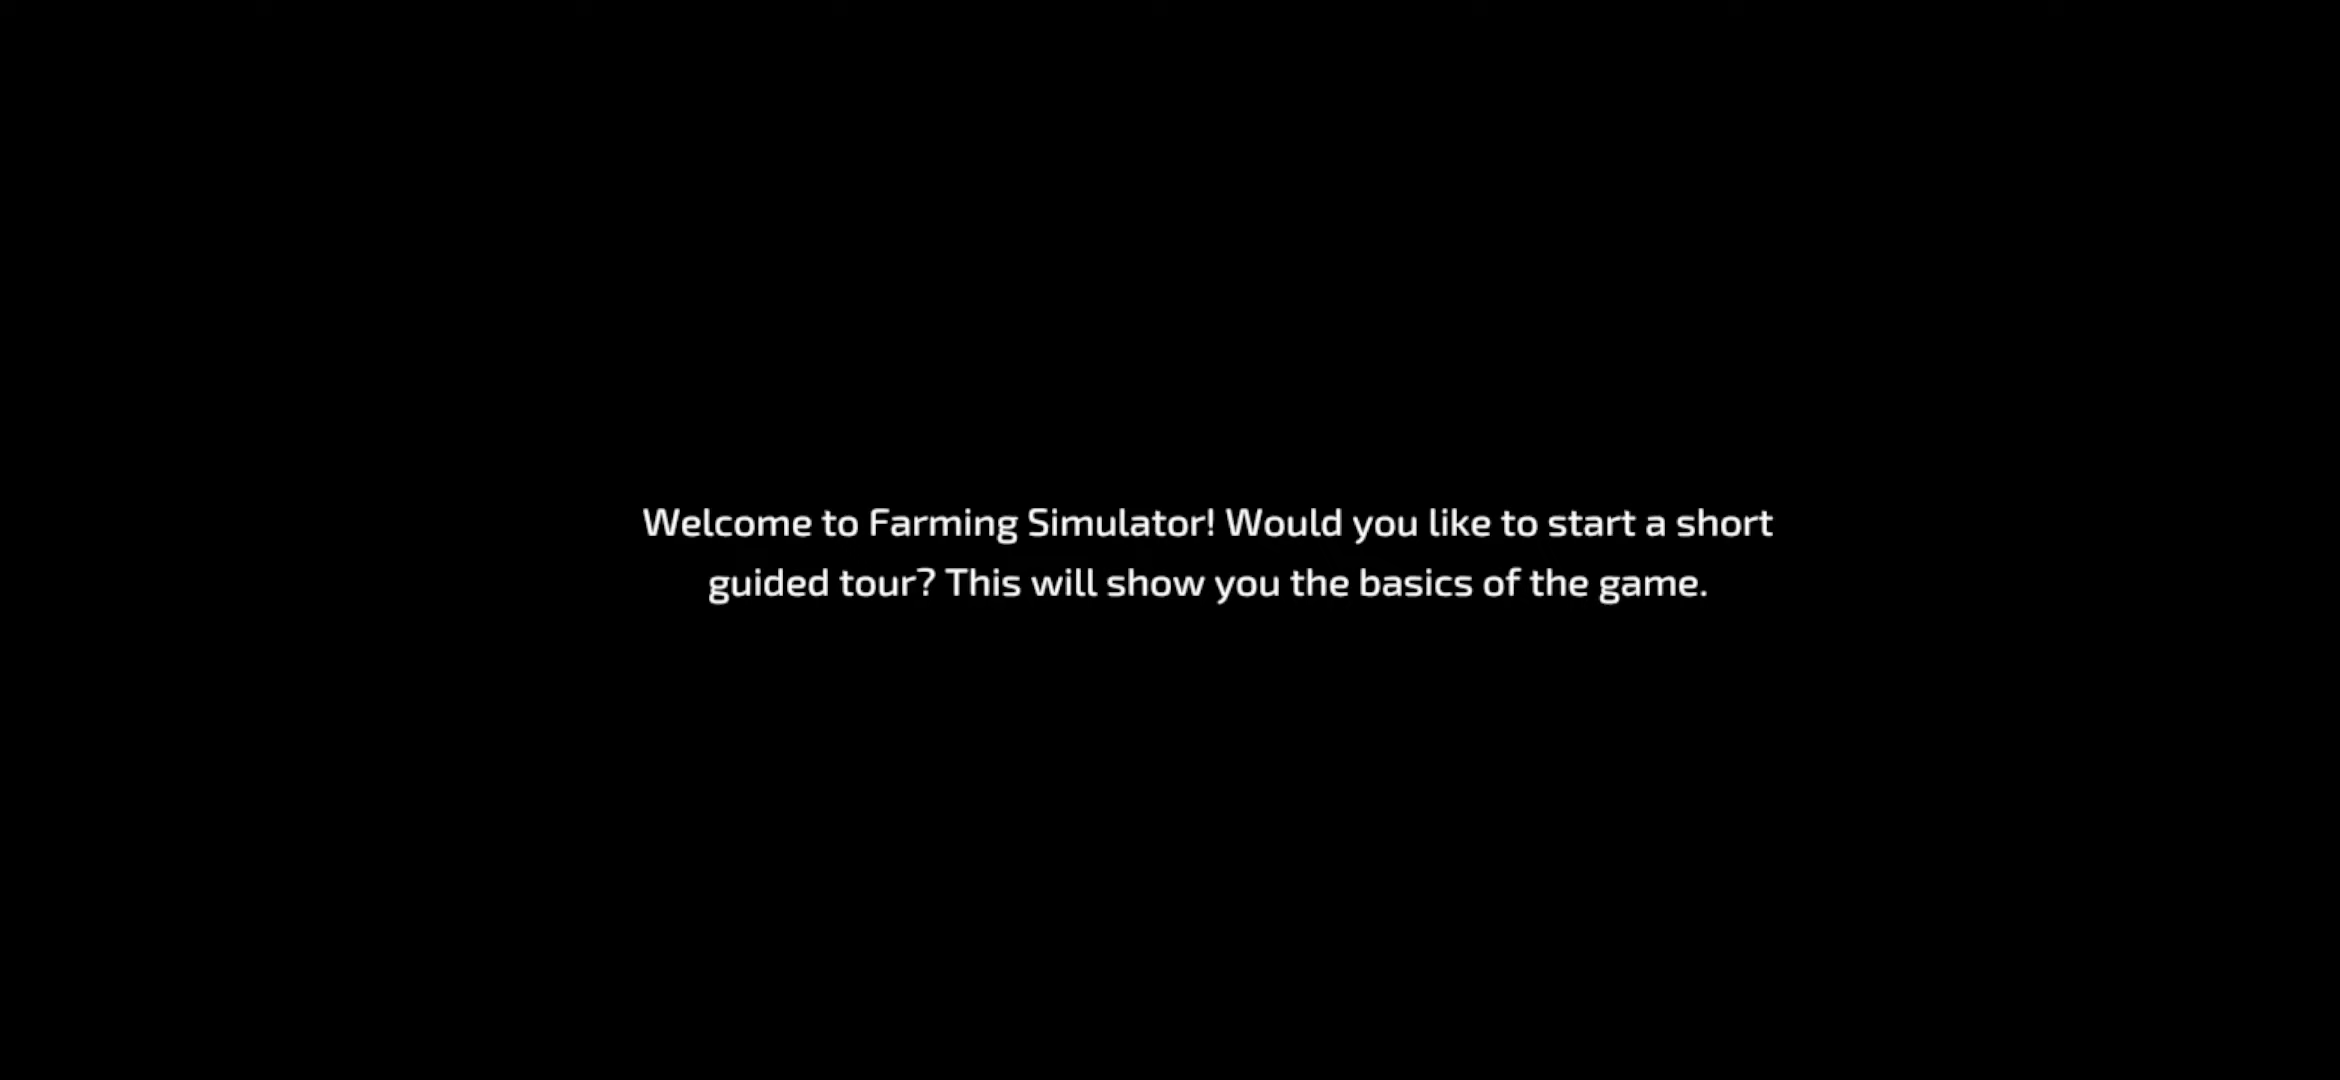 Welcome to Farming Simulator! Would you like to start a short
guided tour? This will show you the basics of the game.